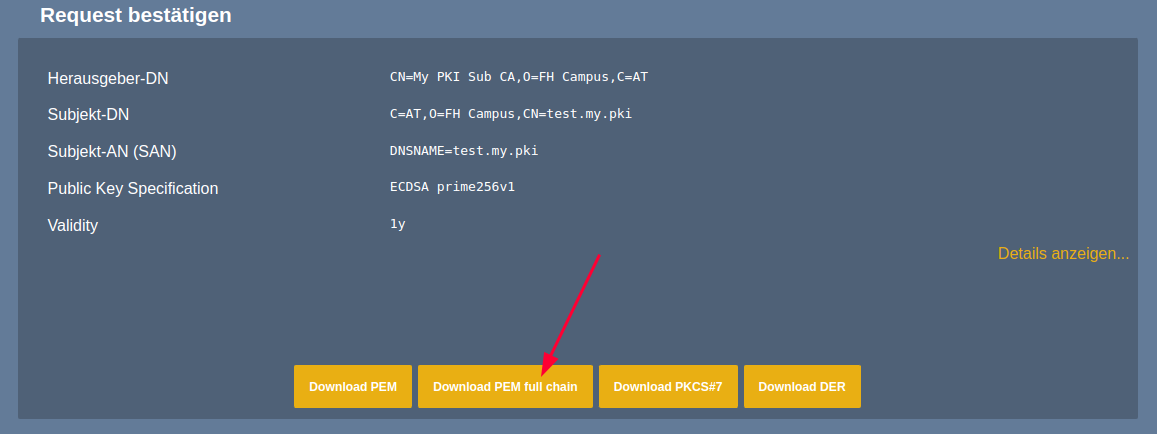 Request bestätigen
Herausgeber-DN CN=My PKI Sub CA,O=FH Campus,C=AT
Subjekt-DN C=AT,O=FH Campus,CN=test.my.pki
Subjekt-AN (SAN) DNSNAME=test.my.pki
Public Key Specification ECDSA prime256v1
Validity 1y
Details anzeigen...
Download PEM Download PEM full chain Download PKCS#7 Download DER